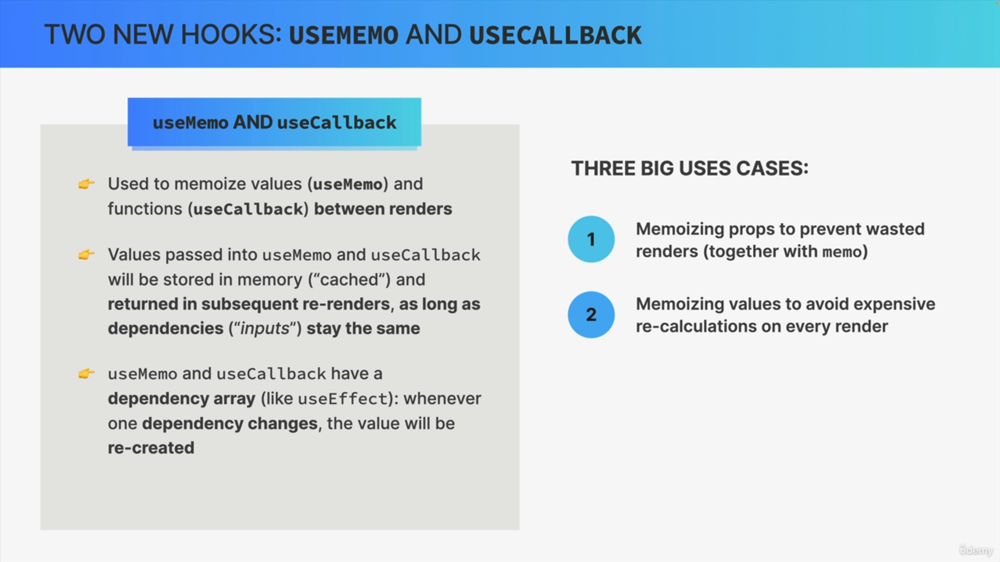 TWO NEW HOOKS: USEMEMO AND USECALLBACK
useMemo AND useCallback
👉 Used to memoize values (useMemo) and
functions (useCallback) between renders
👉 Values passed into useMemo and useCallback
will be stored in memory (“cached”) and
returned in subsequent re-renders, as long as
dependencies (“inputs”) stay the same
👉 useMemo and useCallback have a
dependency array (like useEffect): whenever
one dependency changes, the value will be
re-created
THREE BIG USES CASES:
1 Memoizing props to prevent wasted
renders (together with memo)
2 Memoizing values to avoid expensive
re-calculations on every render
ûdemy